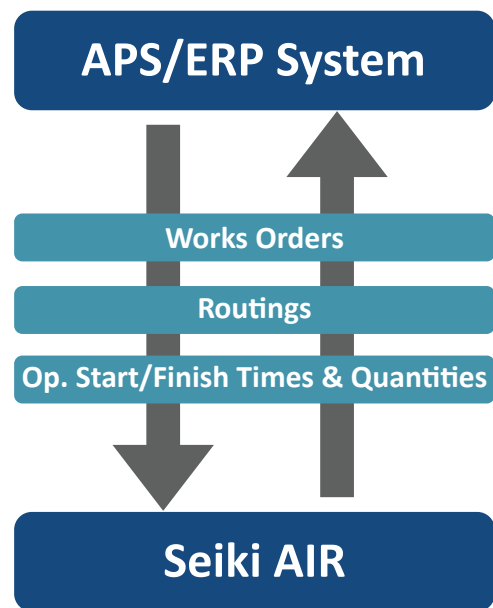 APS/ERP System
Works Orders
Routings
Op. Start/Finish Times & Quantities
Seiki AIR